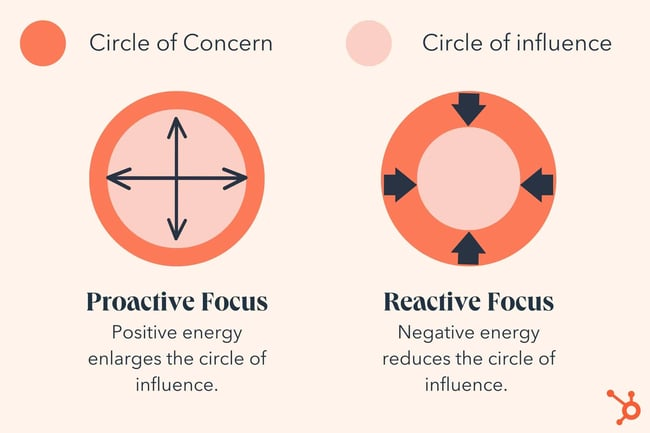 Circle of Concern
Circle of influence
Proactive Focus
Positive energy
enlarges the circle of
influence.
Reactive Focus
Negative energy
reduces the circle of
influence.